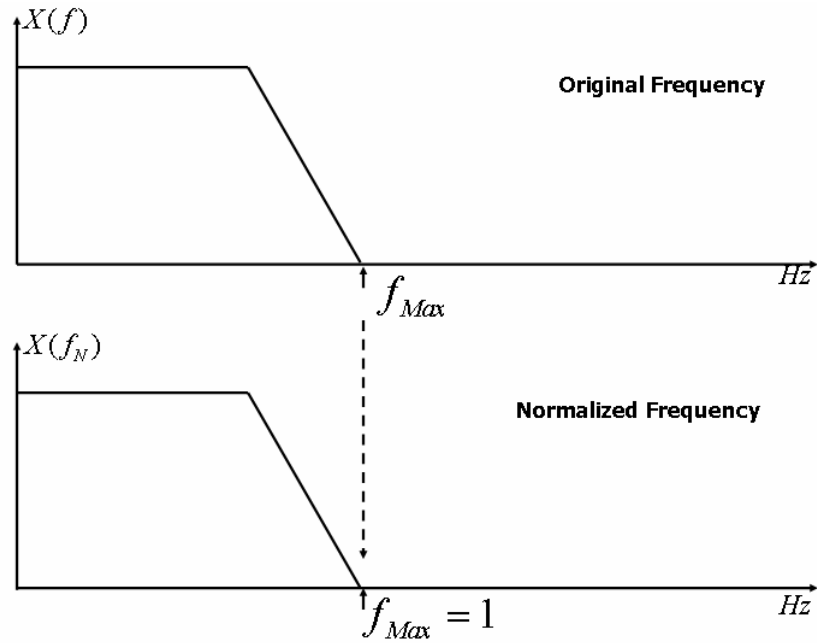 X(f)
Original Frequency
Hz
f_Max
X(f_N)
Normalized Frequency
Hz
f_Max = 1